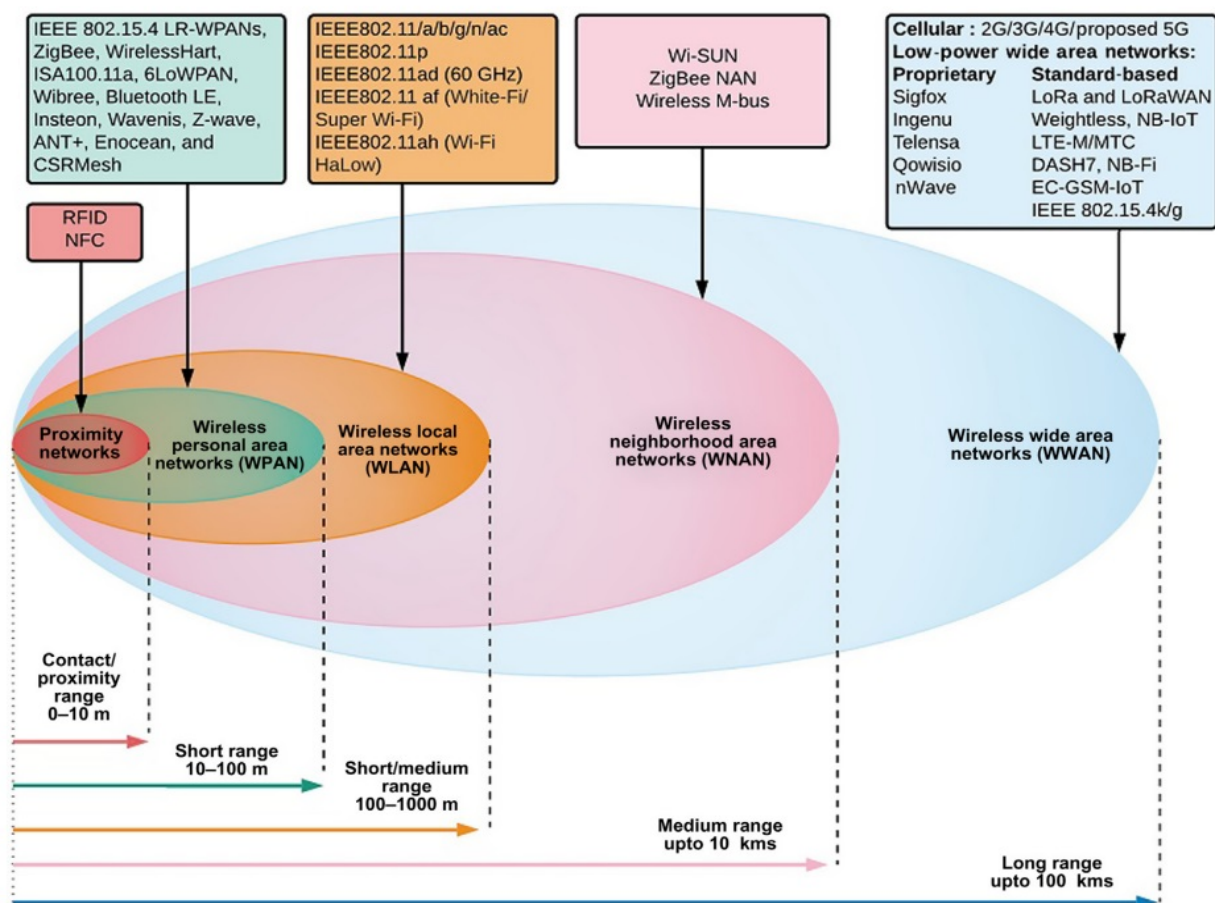 IEEE 802.15.4 LR-WPANs,
ZigBee, WirelessHart,
ISA100.11a, 6LoWPAN,
Wibree, Bluetooth LE,
Insteon, Wavenis, Z-wave,
ANT+, Enocean, and
CSRMesh
IEEE802.11/a/b/g/n/ac
IEEE802.11p
IEEE802.11ad (60 GHz)
IEEE802.11 af (White-Fi/
Super Wi-Fi)
IEEE802.11ah (Wi-Fi
HaLow)
Wi-SUN
ZigBee NAN
Wireless M-bus
Cellular : 2G/3G/4G/proposed 5G
Low-power wide area networks:
Proprietary Standard-based
Sigfox LoRa and LoRaWAN
Ingenu Weightless, NB-IoT
Telensa LTE-M/MTC
Qowisio DASH7, NB-Fi
nWave EC-GSM-IoT
IEEE 802.15.4k/g
RFID
NFC
Proximity
networks
Wireless
personal area
networks (WPAN)
Wireless local
area networks
(WLAN)
Wireless
neighborhood area
networks (WNAN)
Wireless wide area
networks (WWAN)
Contact/
proximity
range
0–10 m
Short range
10–100 m
Short/medium
range
100–1000 m
Medium range
upto 10 kms
Long range
upto 100 kms